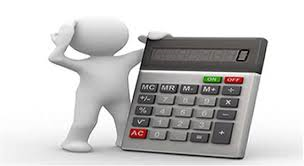 0
ON OFF
MC MR M- M+ ÷
+/- 7 8 9 ×
% 4 5 6 -
1 2 3
AC 0